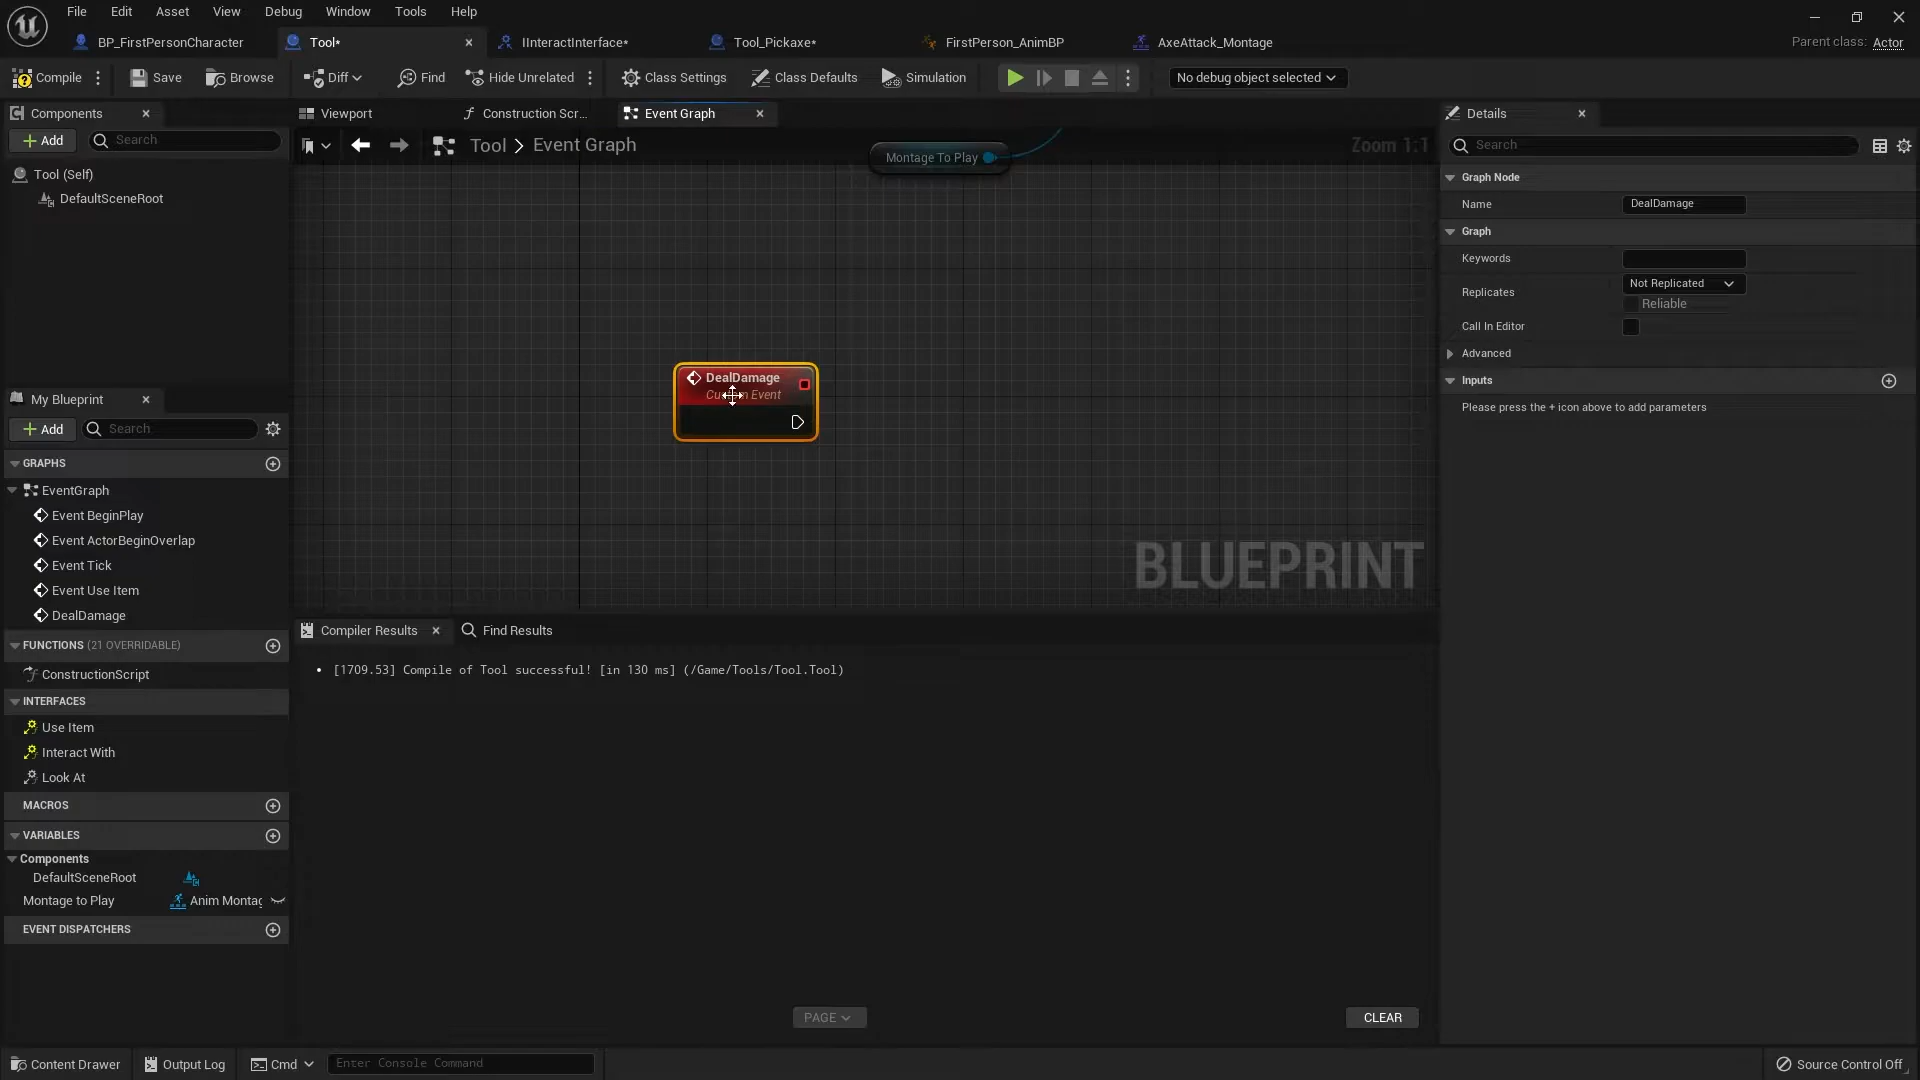 File Edit Asset View Debug Window Tools Help
BP_FirstPersonCharacter Tool* IInteractInterface* Tool_Pickaxe* FirstPerson_AnimBP AxeAttack_Montage Parent class: Actor
Compile Save Browse Diff Find Hide Unrelated Class Settings Class Defaults Simulation No debug object selected
Components Viewport Construction Scr... Event Graph Details
Add Search Tool > Event Graph Zoom 1:1 Search
Montage To Play
Tool (Self)
DefaultSceneRoot
Graph Node
Name DealDamage
Graph
Keywords
Replicates Not Replicated
Reliable
Call In Editor
Advanced
Inputs
Please press the + icon above to add parameters
DealDamage
Event
BLUEPRINT
My Blueprint
Add Search
GRAPHS
EventGraph
Event BeginPlay
Event ActorBeginOverlap
Event Tick
Event Use Item
DealDamage
FUNCTIONS (21 OVERRIDABLE)
ConstructionScript
INTERFACES
Use Item
Interact With
Look At
MACROS
VARIABLES
Components
DefaultSceneRoot
Montage to Play Anim Montag
EVENT DISPATCHERS
Compiler Results Find Results
[1709.53] Compile of Tool successful! [in 130 ms] (/Game/Tools/Tool.Tool)
PAGE CLEAR
Content Drawer Output Log Cmd Enter Console Command Source Control Off